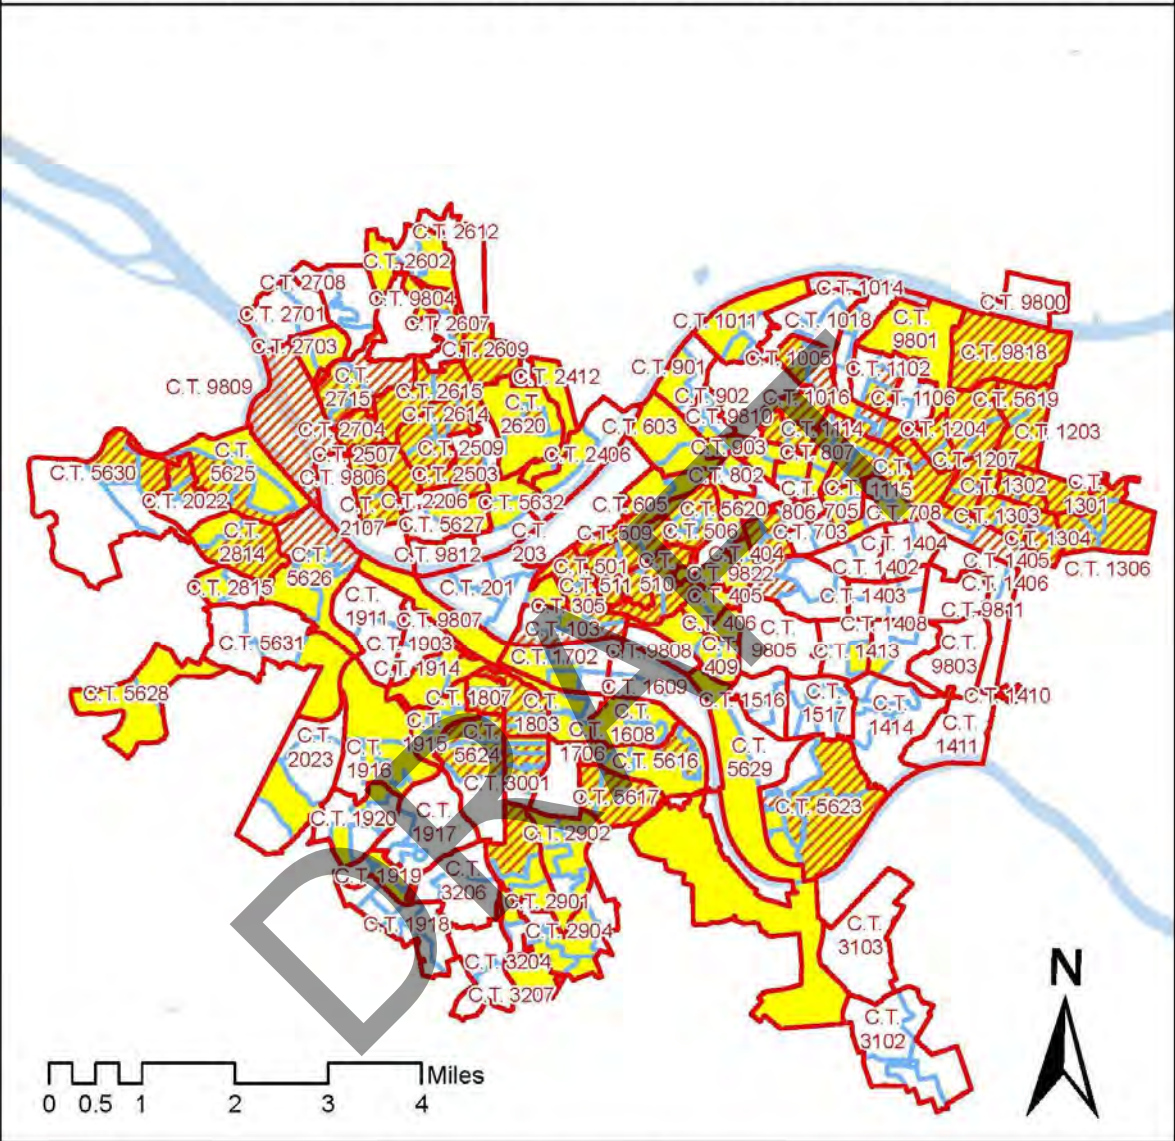 C.T. 2612
C.T. 2602
C.T. 2708
C.T. 9804
C.T. 2701
C.T. 2607
C.T. 2703
C.T. 2609
C.T. 9809
C.T.
2715
C.T. 2615
C.T. 2412
C.T. 2614
C.T.
2620
C.T. 2704
C.T. 2509
C.T. 2507
C.T. 2406
C.T. 9806
C.T. 2503
C.T.
2107
C.T. 2206
C.T. 5632
C.T. 5627
C.T. 9812
C.T.
203
C.T. 201
C.T. 5630
C.T.
5625
C.T. 2022
C.T.
2814
C.T.
5626
C.T. 2815
C.T. 5631
C.T. 5628
C.T. 1014
C.T. 9800
C.T. 1011
C.T. 1018
C.T.
9801
C.T. 9818
C.T. 901
C.T. 1005
C.T. 1102
C.T. 902
C.T. 1016
C.T. 1106
C.T. 5619
C.T. 9810
C.T. 603
C.T. 1114
C.T. 1204
C.T. 1203
C.T. 903
C.T. 807
C.T. 1207
C.T. 802
C.T.
1115
C.T. 1302
C.T.
1301
C.T. 605
C.T. 5620
C.T.
806
C.T.
705
C.T. 708
C.T. 1303
C.T. 509
C.T. 506
C.T. 703
C.T. 1404
C.T. 1304
C.T. 501
C.T. 404
C.T. 1402
C.T. 1405
C.T. 1306
C.T. 511
C.T.
510
C.T.
9822
C.T. 1406
C.T. 305
C.T. 405
C.T. 1403
C.T. 9811
C.T. 103
C.T. 406
C.T.
9805
C.T. 1408
C.T. 1702
C.T. 9808
C.T.
409
C.T. 1413
C.T.
9803
C.T. 1609
C.T. 1516
C.T.
1517
C.T.
1414
C.T. 1410
C.T.
1411
C.T.
1911
C.T. 9807
C.T. 1903
C.T. 1914
C.T. 1807
C.T.
1803
C.T.
1608
C.T.
1915
C.T.
5624
C.T.
1706
C.T. 5616
C.T.
5629
C.T.
2023
C.T.
1916
C.T. 3001
C.T. 5617
C.T. 5623
C.T. 1920
C.T.
1917
C.T. 2902
C.T. 1919
C.T.
3206
C.T. 2901
C.T. 1918
C.T. 2904
C.T. 3204
C.T. 3207
C.T.
3103
C.T.
3102
DRAFT
N
Miles
0 0.5 1 2 3 4